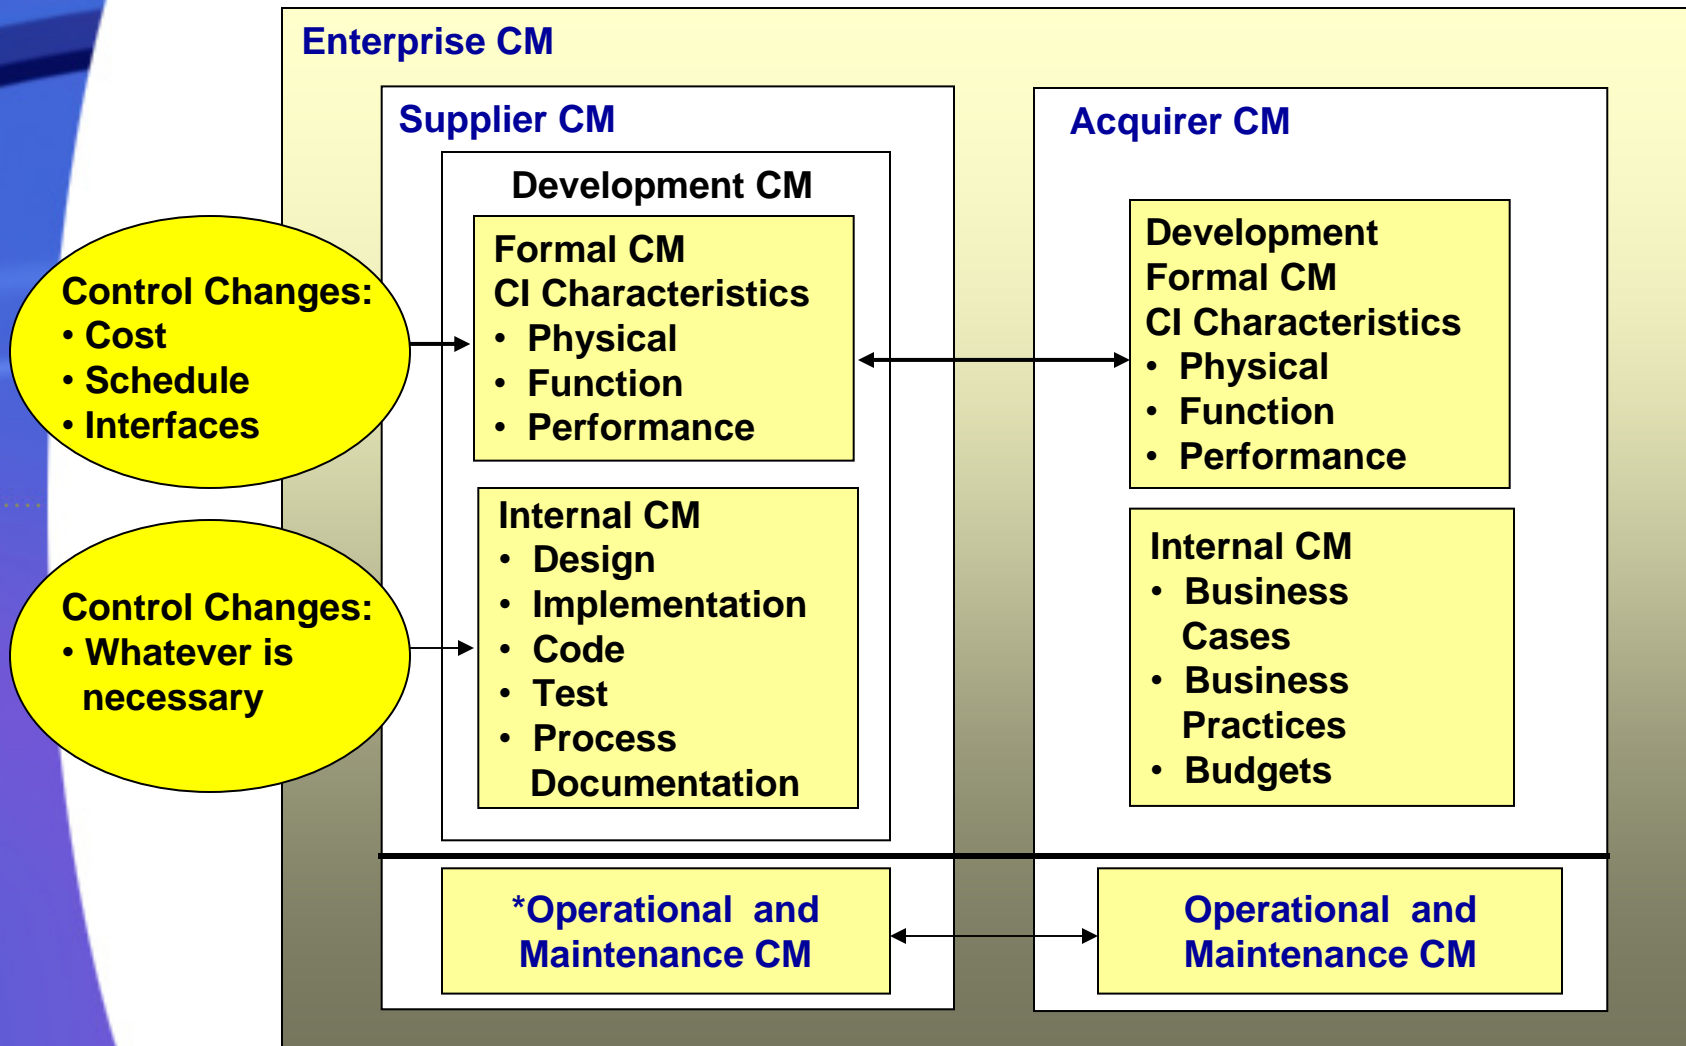 Enterprise CM
Supplier CM
Development CM
Formal CM
CI Characteristics
• Physical
• Function
• Performance
Internal CM
• Design
• Implementation
• Code
• Test
• Process
Documentation
*Operational and
Maintenance CM
Acquirer CM
Development
Formal CM
CI Characteristics
• Physical
• Function
• Performance
Internal CM
• Business
Cases
• Business
Practices
• Budgets
Operational and
Maintenance CM
Control Changes:
• Cost
• Schedule
• Interfaces
Control Changes:
• Whatever is
necessary